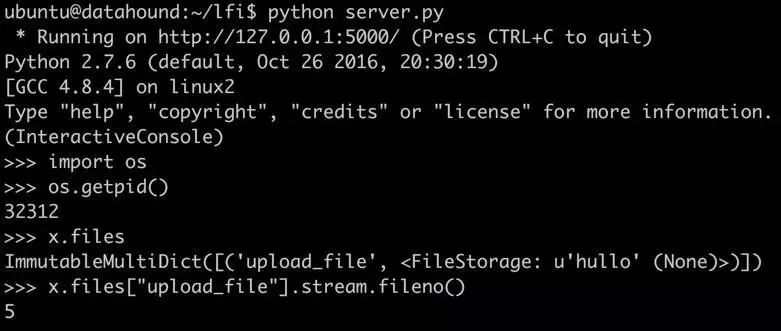 ubuntu@datahound:~/lfi$ python server.py
 * Running on http://127.0.0.1:5000/ (Press CTRL+C to quit)
Python 2.7.6 (default, Oct 26 2016, 20:30:19)
[GCC 4.8.4] on linux2
Type "help", "copyright", "credits" or "license" for more information.
(InteractiveConsole)
>>> import os
>>> os.getpid()
32312
>>> x.files
ImmutableMultiDict([('upload_file', <FileStorage: u'hullo' (None)>)])
>>> x.files["upload_file"].stream.fileno()
5